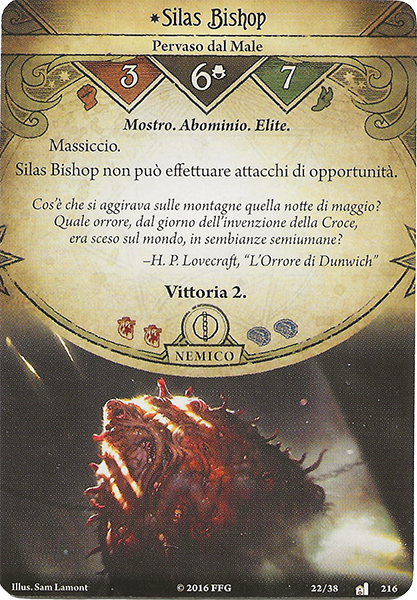 Silas Bishop
Pervaso dal Male
3 6 7
Mostro. Abominio. Elite.
Massiccio.
Silas Bishop non può effettuare attacchi di opportunità.
Cos'è che si aggirava sulle montagne quella notte di maggio?
Quale orrore, dal giorno dell'invenzione della Croce,
era sceso sul mondo, in sembianze semiumane?
–H. P. Lovecraft, “L'Orrore di Dunwich”
Vittoria 2.
NEMICO
Illus. Sam Lamont © 2016 FFG 22/38 216